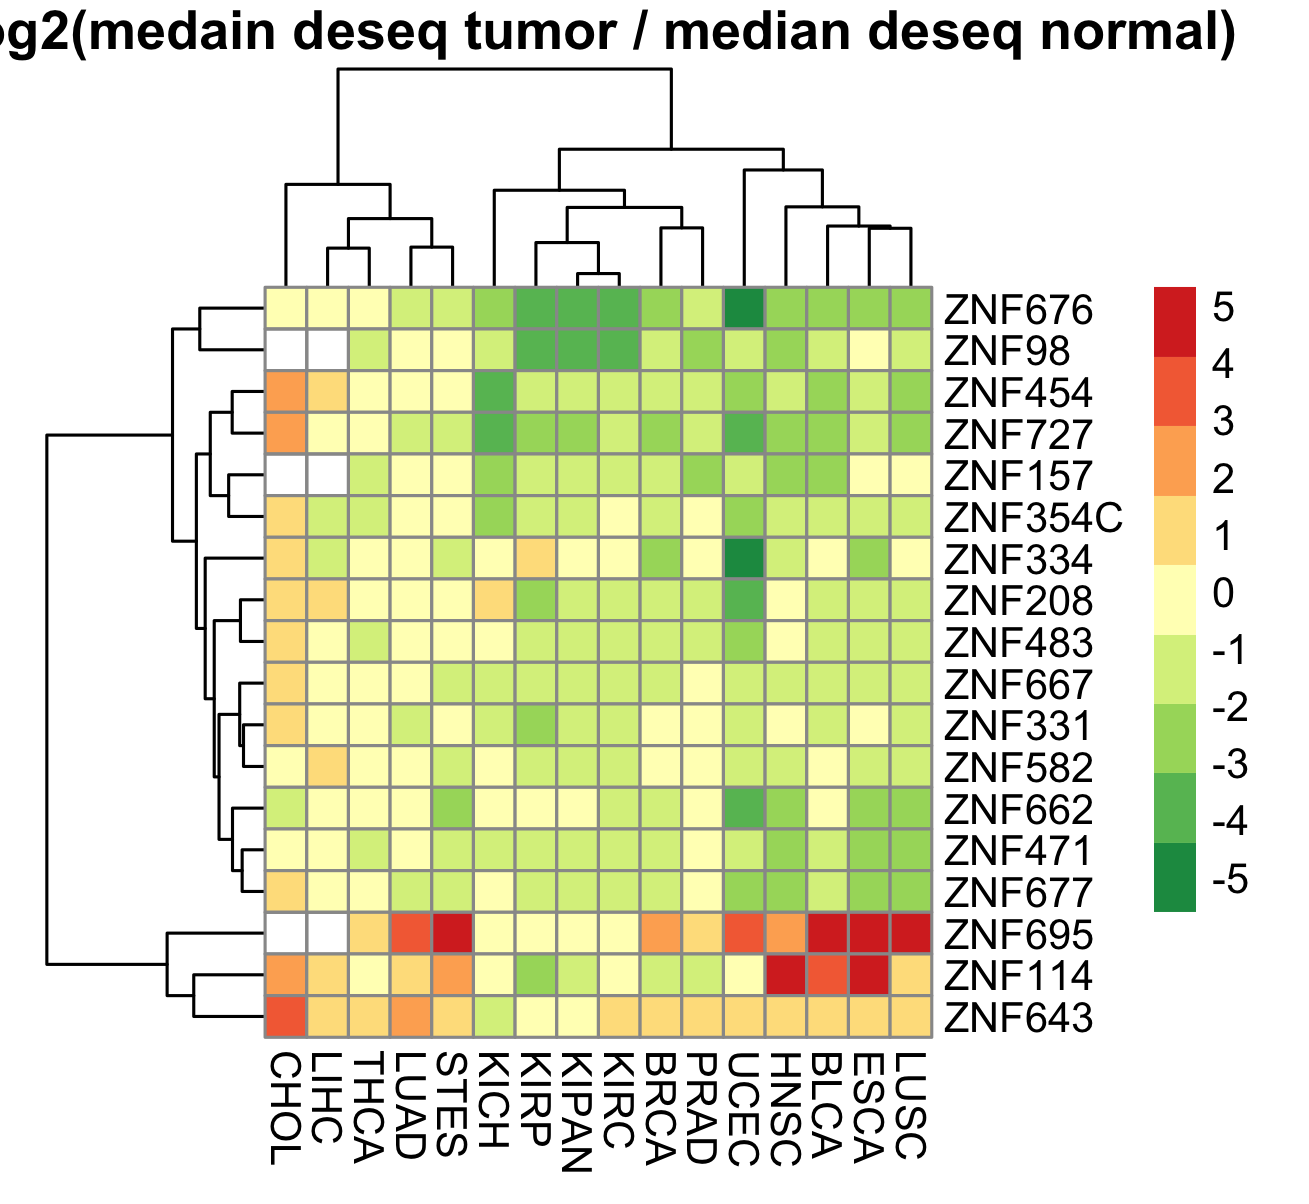 og2(medain deseq tumor / median deseq normal)
ZNF676
ZNF98
ZNF454
ZNF727
ZNF157
ZNF354C
ZNF334
ZNF208
ZNF483
ZNF667
ZNF331
ZNF582
ZNF662
ZNF471
ZNF677
ZNF695
ZNF114
ZNF643
5
4
3
2
1
0
-1
-2
-3
-4
-5
CHOL
LIHC
THCA
LUAD
STES
KICH
KIRP
KIPAN
KIRC
BRCA
PRAD
UCEC
HNSC
BLCA
ESCA
LUSC